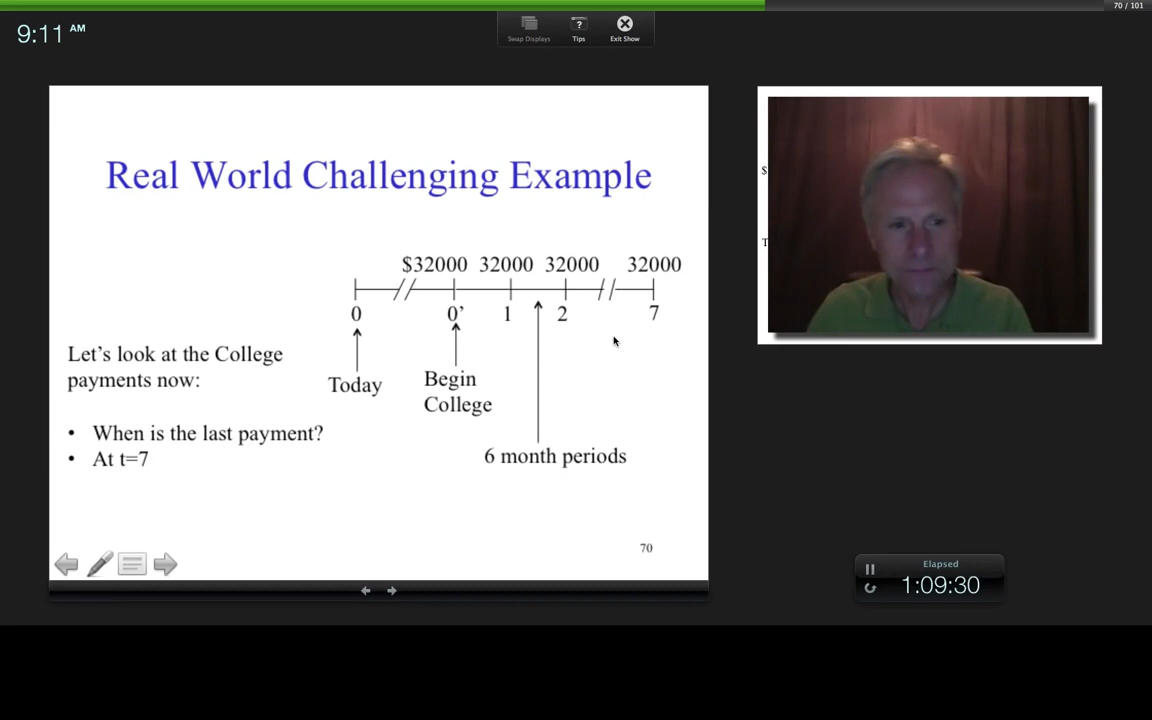 70 / 101
9:11 AM
Swap Displays
Tips
Exit Show
Real World Challenging Example
$32000 32000 32000 32000
0 0’ 1 2 7
Let’s look at the College
payments now:
Today
Begin
College
• When is the last payment?
• At t=7
6 month periods
70
$
T
Elapsed
1:09:30